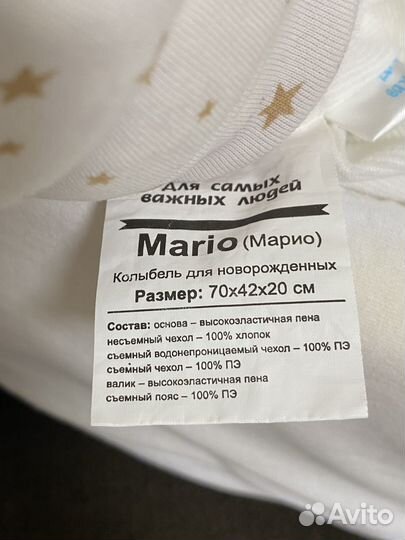 для самых
важных людей
Mario (Марио)
Колыбель для новорожденных
Размер: 70х42х20 см
Состав: основа – высокоэластичная пена
несъемный чехол – 100% хлопок
съемный водонепроницаемый чехол – 100% ПЭ
съемный чехол – 100% ПЭ
валик – высокоэластичная пена
съемный пояс – 100% ПЭ
Avito